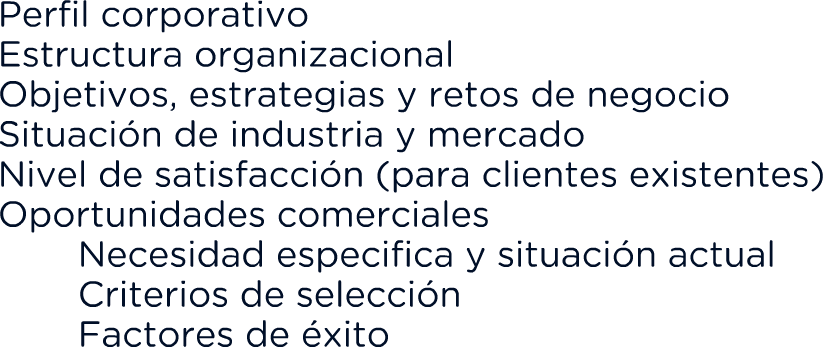 Perfil corporativo
Estructura organizacional
Objetivos, estrategias y retos de negocio
Situación de industria y mercado
Nivel de satisfacción (para clientes existentes)
Oportunidades comerciales
Necesidad especifica y situación actual
Criterios de selección
Factores de éxito